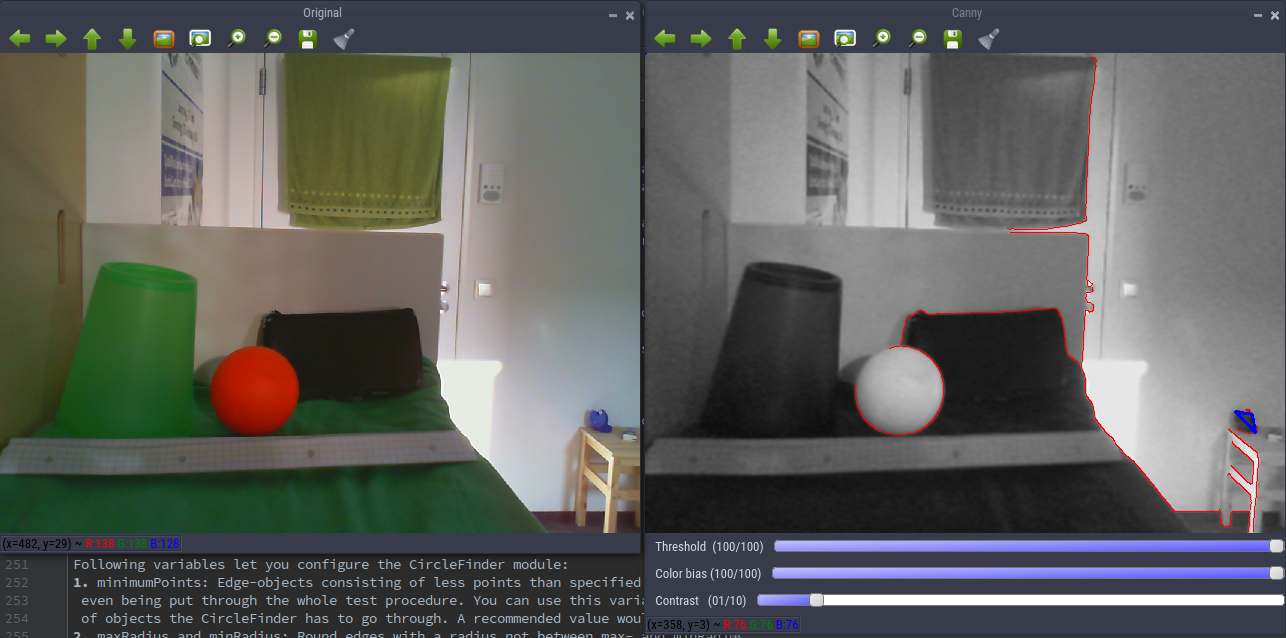 Original
Canny
(x=482, y=29) ~ R:138 G:138 B:128
251 Following variables let you configure the CircleFinder module:
252 1. minimumPoints: Edge-objects consisting of less points than specified
253 even being put through the whole test procedure. You can use this varia
254 of objects the CircleFinder has to go through. A recommended value wou
255 2. maxRadius and minRadius: Round edges with a radius not between max- and minRadius
Threshold (100/100)
Color bias (100/100)
Contrast (01/10)
(x=358, y=3) ~ R:76 G:76 B:76